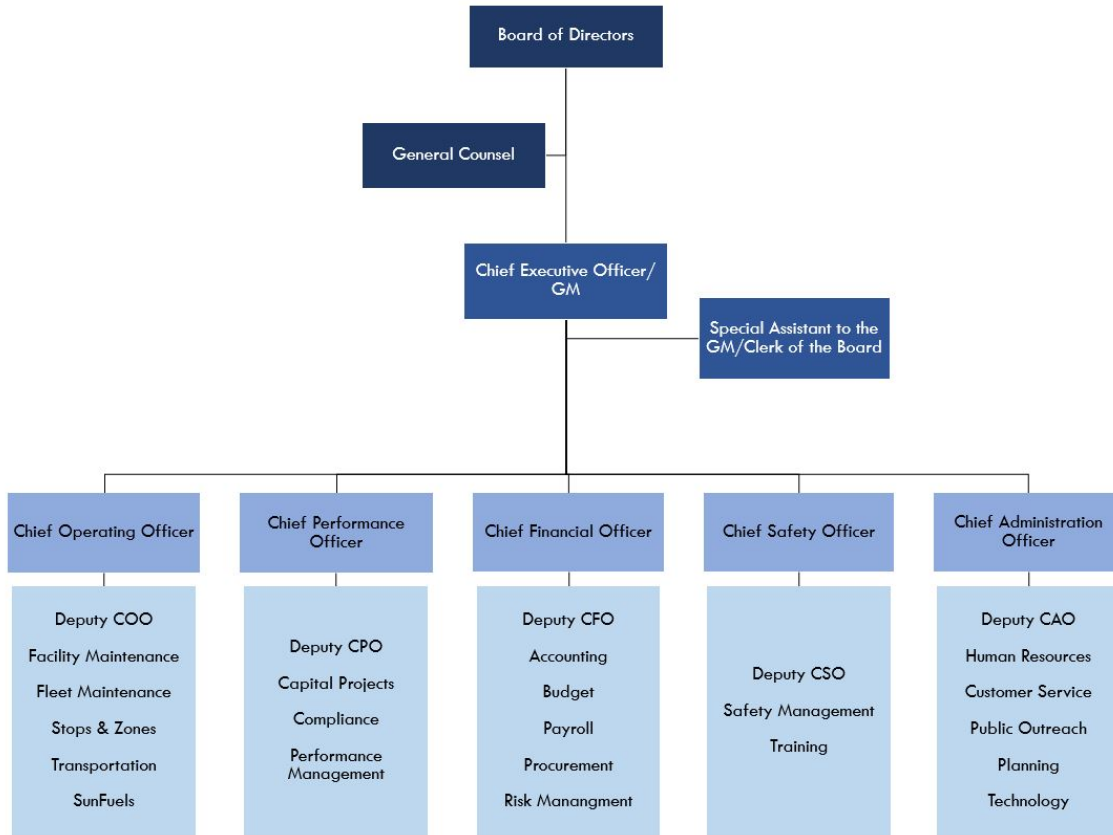 Board of Directors
General Counsel
Chief Executive Officer/
GM
Special Assistant to the
GM/Clerk of the Board
Chief Operating Officer
Chief Performance
Officer
Chief Financial Officer
Chief Safety Officer
Chief Administration
Officer
Deputy COO
Facility Maintenance
Fleet Maintenance
Stops & Zones
Transportation
SunFuels
Deputy CPO
Capital Projects
Compliance
Performance
Management
Deputy CFO
Accounting
Budget
Payroll
Procurement
Risk Manangment
Deputy CSO
Safety Management
Training
Deputy CAO
Human Resources
Customer Service
Public Outreach
Planning
Technology